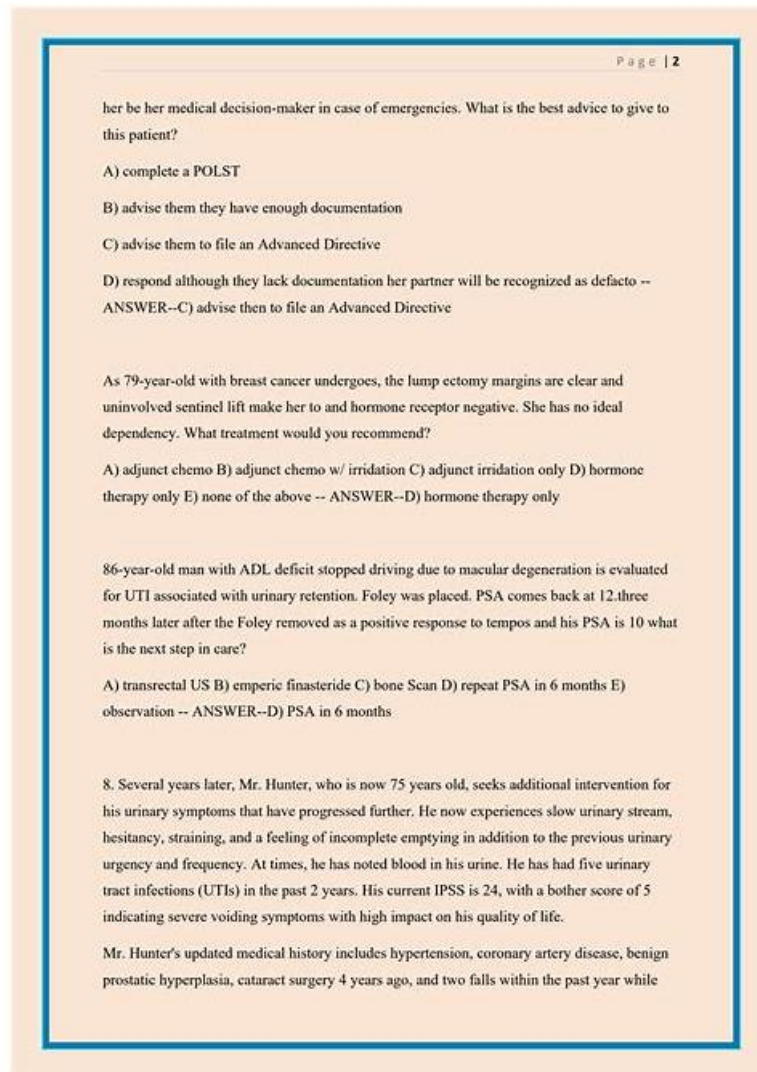 Page | 2
her be her medical decision-maker in case of emergencies. What is the best advice to give to
this patient?
A) complete a POLST
B) advise them they have enough documentation
C) advise them to file an Advanced Directive
D) respond although they lack documentation her partner will be recognized as defacto --
ANSWER--C) advise then to file an Advanced Directive
As 79-year-old with breast cancer undergoes, the lump ectomy margins are clear and
uninvolved sentinel lift make her to and hormone receptor negative. She has no ideal
dependency. What treatment would you recommend?
A) adjunct chemo B) adjunct chemo w/ irridation C) adjunct irridation only D) hormone
therapy only E) none of the above -- ANSWER--D) hormone therapy only
86-year-old man with ADL deficit stopped driving due to macular degeneration is evaluated
for UTI associated with urinary retention. Foley was placed. PSA comes back at 12.three
months later after the Foley removed as a positive response to tempos and his PSA is 10 what
is the next step in care?
A) transrectal US B) emperic finasteride C) bone Scan D) repeat PSA in 6 months E)
observation -- ANSWER--D) PSA in 6 months
8. Several years later, Mr. Hunter, who is now 75 years old, seeks additional intervention for
his urinary symptoms that have progressed further. He now experiences slow urinary stream,
hesitancy, straining, and a feeling of incomplete emptying in addition to the previous urinary
urgency and frequency. At times, he has noted blood in his urine. He has had five urinary
tract infections (UTIs) in the past 2 years. His current IPSS is 24, with a bother score of 5
indicating severe voiding symptoms with high impact on his quality of life.
Mr. Hunter's updated medical history includes hypertension, coronary artery disease, benign
prostatic hyperplasia, cataract surgery 4 years ago, and two falls within the past year while